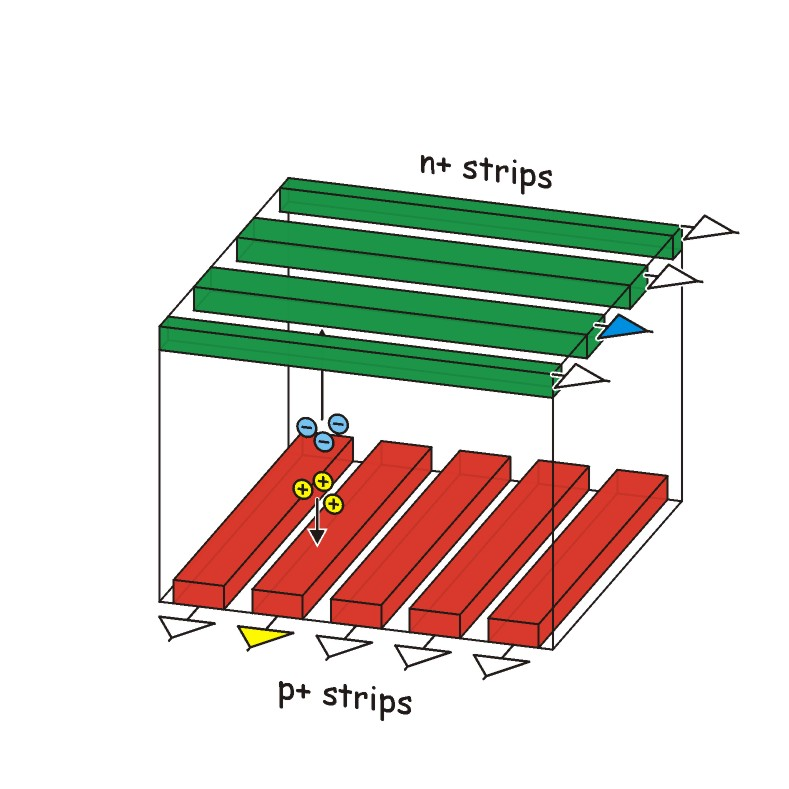 n+ strips
− − −
+ + +
p+ strips